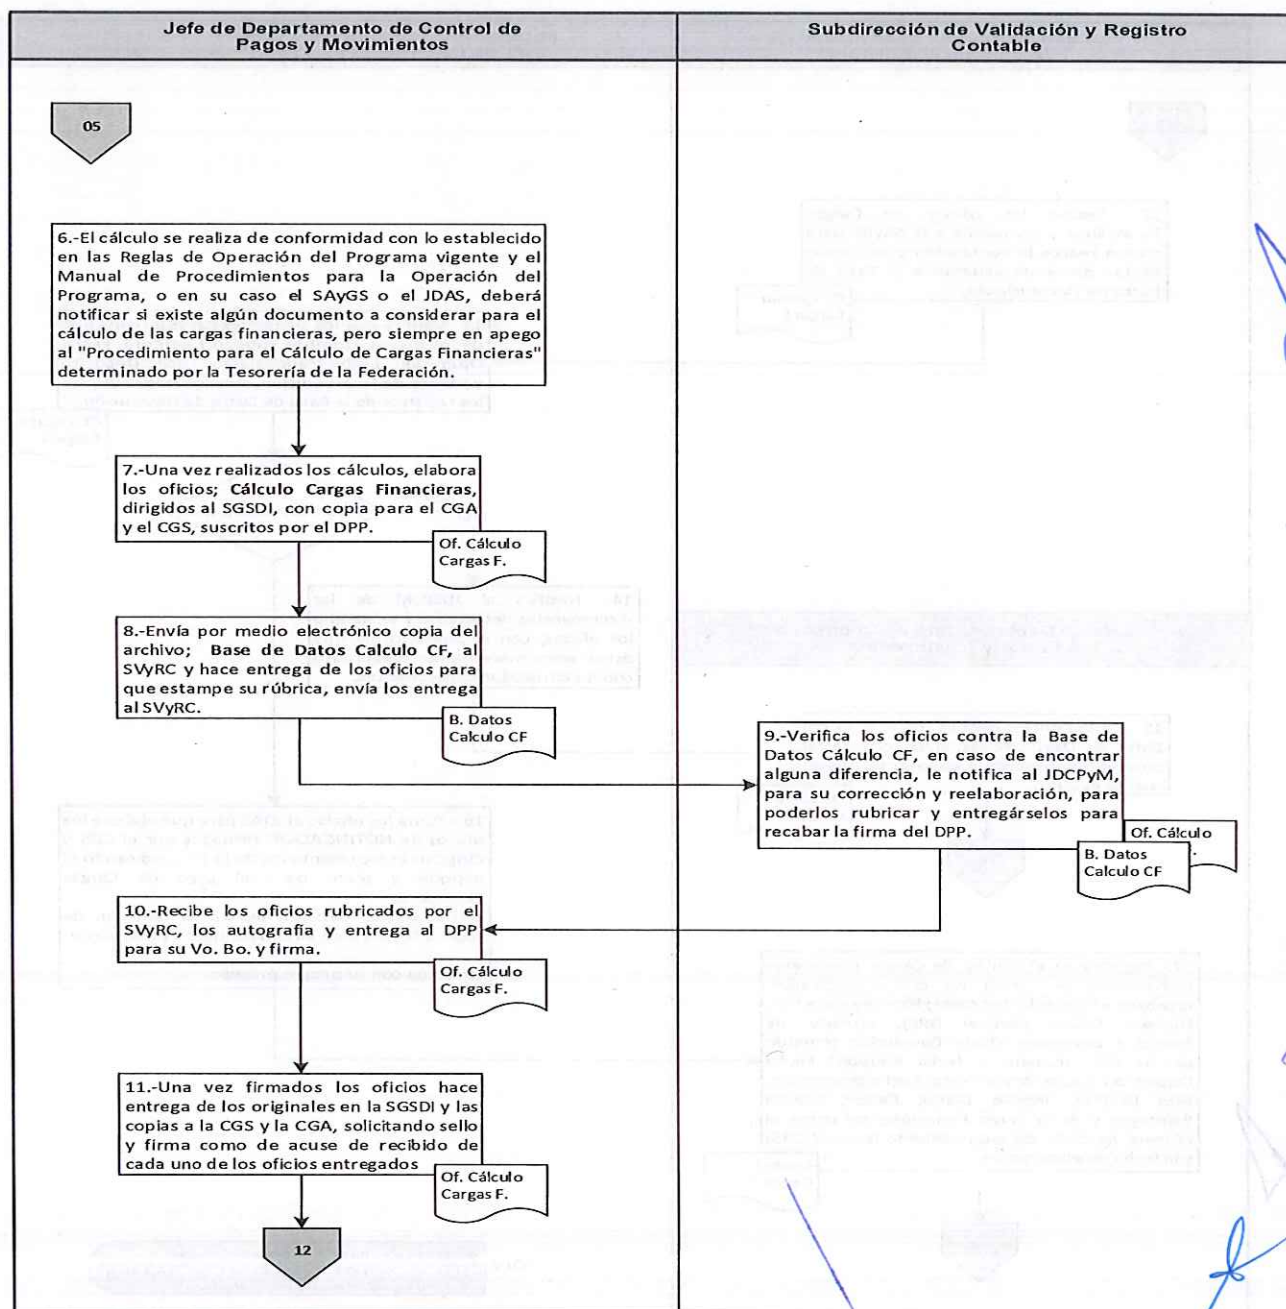 Jefe de Departamento de Control de
Pagos y Movimientos
Subdirección de Validación y Registro
Contable
05
6.-El cálculo se realiza de conformidad con lo establecido
en las Reglas de Operación del Programa vigente y el
Manual de Procedimientos para la Operación del
Programa, o en su caso el SAyGS o el JDAS, deberá
notificar si existe algún documento a considerar para el
cálculo de las cargas financieras, pero siempre en apego
al "Procedimiento para el Cálculo de Cargas Financieras"
determinado por la Tesorería de la Federación.
7.-Una vez realizados los cálculos, elabora
los oficios; Cálculo Cargas Financieras,
dirigidos al SGSDI, con copia para el CGA
y el CGS, suscritos por el DPP.
Of. Cálculo
Cargas F.
8.-Envía por medio electrónico copia del
archivo; Base de Datos Calculo CF, al
SVyRC y hace entrega de los oficios para
que estampe su rúbrica, envía los entrega
al SVyRC.
B. Datos
Calculo CF
9.-Verifica los oficios contra la Base de
Datos Cálculo CF, en caso de encontrar
alguna diferencia, le notifica al JDCPyM,
para su corrección y reelaboración, para
poderlos rubricar y entregárselos para
recabar la firma del DPP.
Of. Cálculo
B. Datos
Calculo CF
10.-Recibe los oficios rubricados por el
SVyRC, los autografia y entrega al DPP
para su Vo. Bo. y firma.
Of. Cálculo
Cargas F.
11.-Una vez firmados los oficios hace
entrega de los originales en la SGSDI y las
copias a la CGS y la CGA, solicitando sello
y firma como de acuse de recibido de
cada uno de los oficios entregados
Of. Cálculo
Cargas F.
12